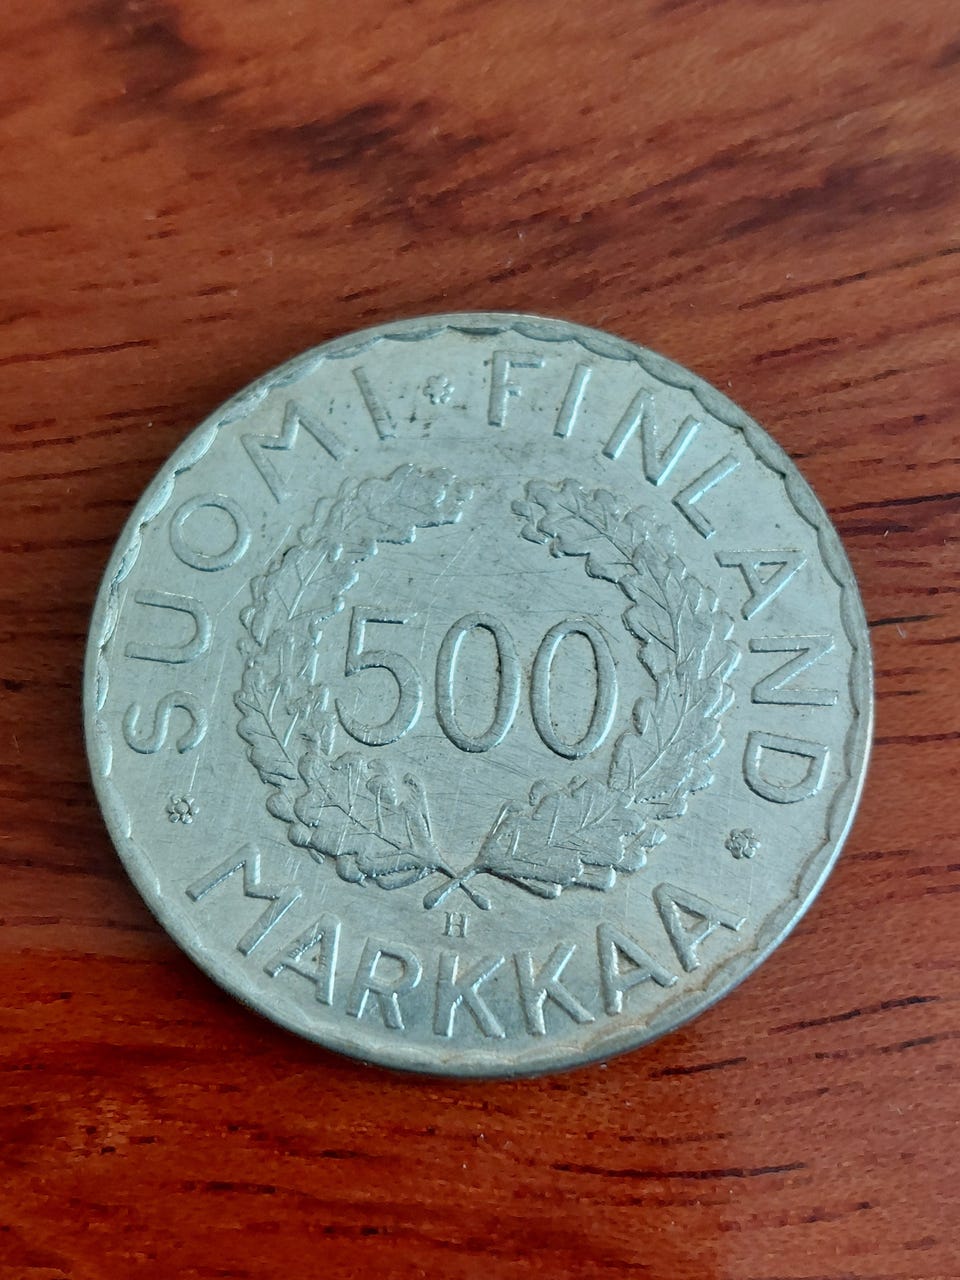 SUOMI · FINLAND
500
H
MARKKAA